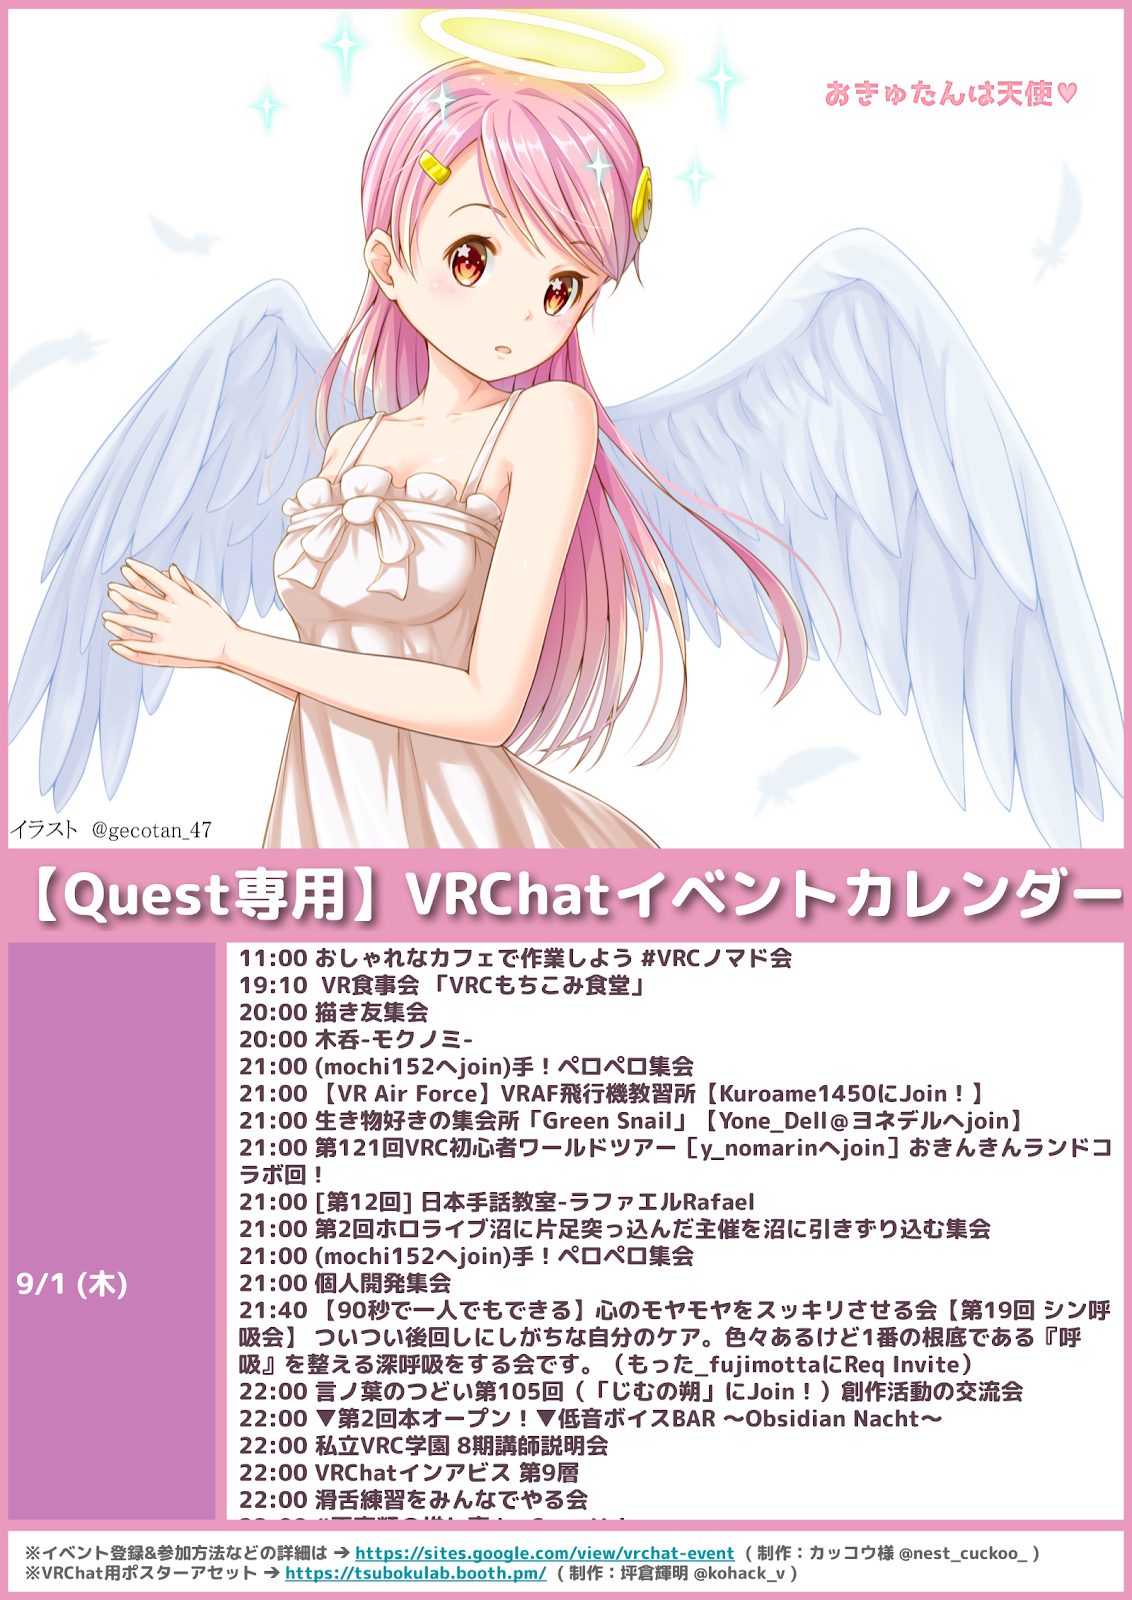 おきゅたんは天使♥
イラスト @gecotan_47
【Quest専用】VRChatイベントカレンダー
9/1 (木)
11:00 おしゃれなカフェで作業しよう #VRCノマド会
19:10 VR食事会 「VRCもちこみ食堂」
20:00 描き友集会
20:00 木呑-モクノミ-
21:00 (mochi152へjoin)手！ペロペロ集会
21:00 【VR Air Force】VRAF飛行機教習所【Kuroame1450にJoin！】
21:00 生き物好きの集会所「Green Snail」【Yone_Dell＠ヨネデルへjoin】
21:00 第121回VRC初心者ワールドツアー［y_nomarinへjoin］おきんきんランドコ
ラボ回！
21:00 [第12回] 日本手話教室-ラファエルRafael
21:00 第2回ホロライブ沼に片足突っ込んだ主催を沼に引きずり込む集会
21:00 (mochi152へjoin)手！ペロペロ集会
21:00 個人開発集会
21:40 【90秒で一人でもできる】心のモヤモヤをスッキリさせる会【第19回 シン呼
吸会】 ついつい後回しにしがちな自分のケア。色々あるけど1番の根底である『呼
吸』を整える深呼吸をする会です。（もった_fujimottaにReq Invite）
22:00 言ノ葉のつどい第105回（「じむの朔」にJoin！）創作活動の交流会
22:00 ▼第2回本オープン！▼低音ボイスBAR ～Obsidian Nacht～
22:00 私立VRC学園 8期講師説明会
22:00 VRChatインアビス 第9層
22:00 滑舌練習をみんなでやる会
※イベント登録&参加方法などの詳細は ➔ https://sites.google.com/view/vrchat-event （ 制作：カッコウ様 @nest_cuckoo_ ）
※VRChat用ポスターアセット ➔ https://tsubokulab.booth.pm/ （ 制作：坪倉輝明 @kohack_v ）